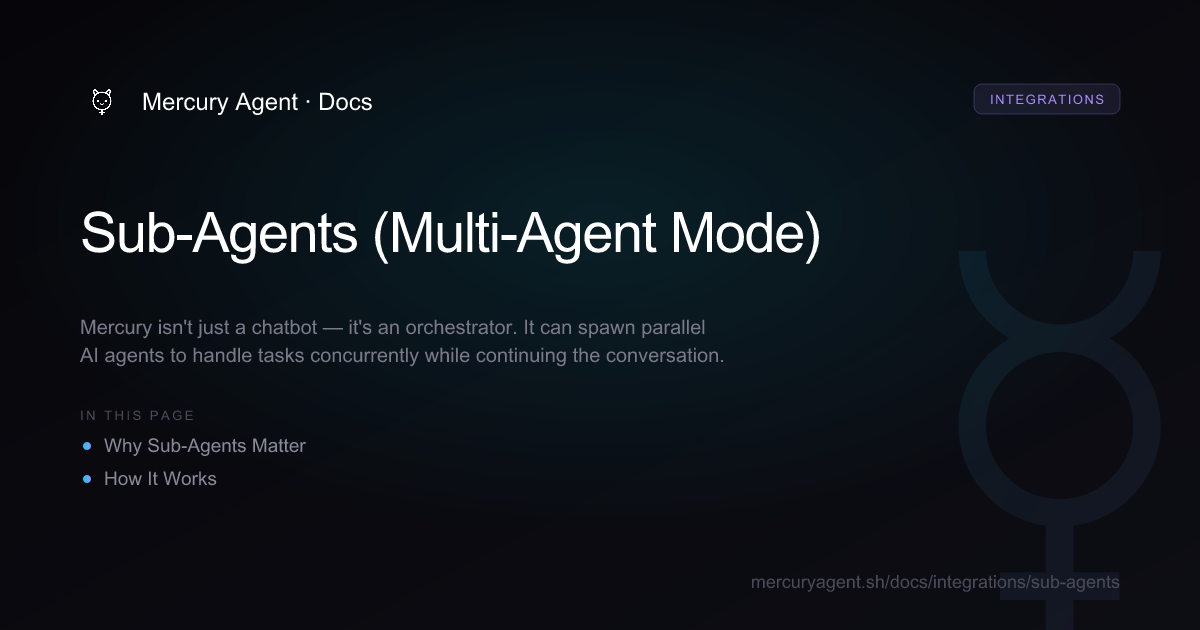 Mercury Agent · Docs
INTEGRATIONS
Sub-Agents (Multi-Agent Mode)
Mercury isn't just a chatbot — it's an orchestrator. It can spawn parallel
AI agents to handle tasks concurrently while continuing the conversation.
IN THIS PAGE
Why Sub-Agents Matter
How It Works
mercuryagent.sh/docs/integrations/sub-agents